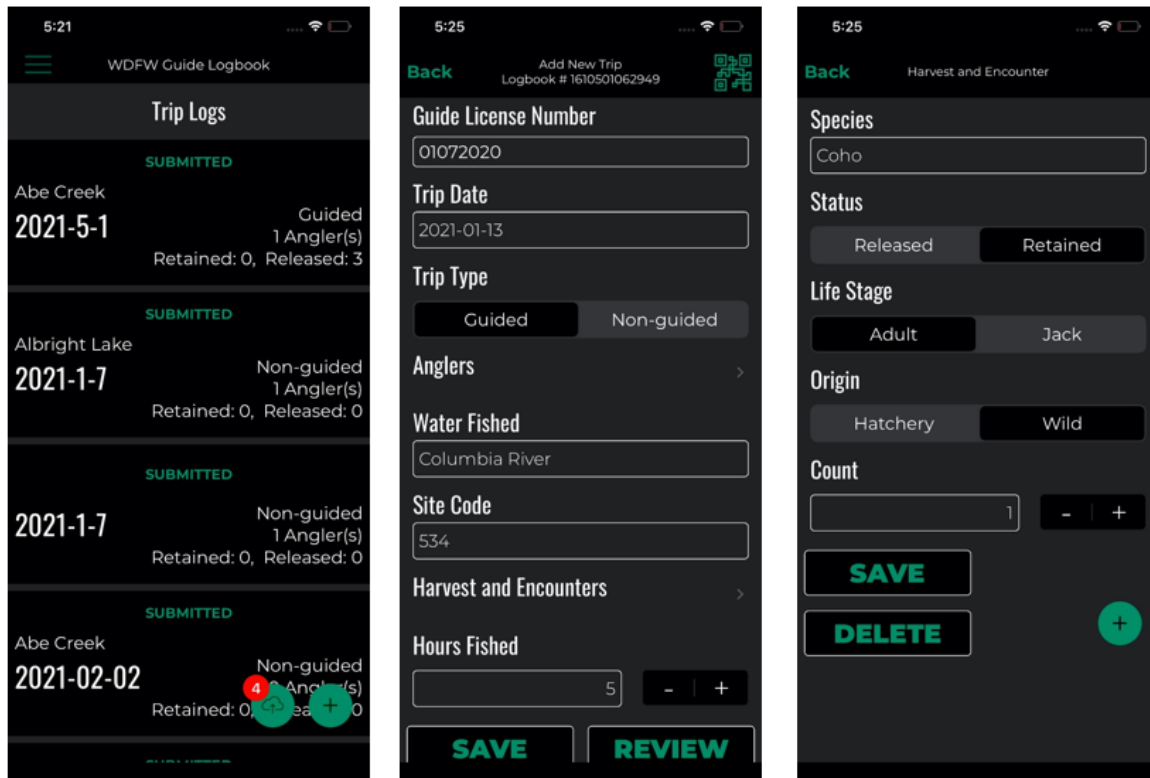 5:21
WDFW Guide Logbook
Trip Logs
SUBMITTED
Abe Creek
2021-5-1
Guided
1 Angler(s)
Retained: 0, Released: 3
SUBMITTED
Albright Lake
2021-1-7
Non-guided
1 Angler(s)
Retained: 0, Released: 0
SUBMITTED
2021-1-7
Non-guided
1 Angler(s)
Retained: 0, Released: 0
SUBMITTED
Abe Creek
2021-02-02
Non-guided
4
Retained: 0
+
5:25
Back
Add New Trip
Logbook # 1610501062949
Guide License Number
01072020
Trip Date
2021-01-13
Trip Type
Guided Non-guided
Anglers >
Water Fished
Columbia River
Site Code
534
Harvest and Encounters >
Hours Fished
5 - +
SAVE REVIEW
5:25
Back Harvest and Encounter
Species
Coho
Status
Released Retained
Life Stage
Adult Jack
Origin
Hatchery Wild
Count
1 - +
SAVE
DELETE
+